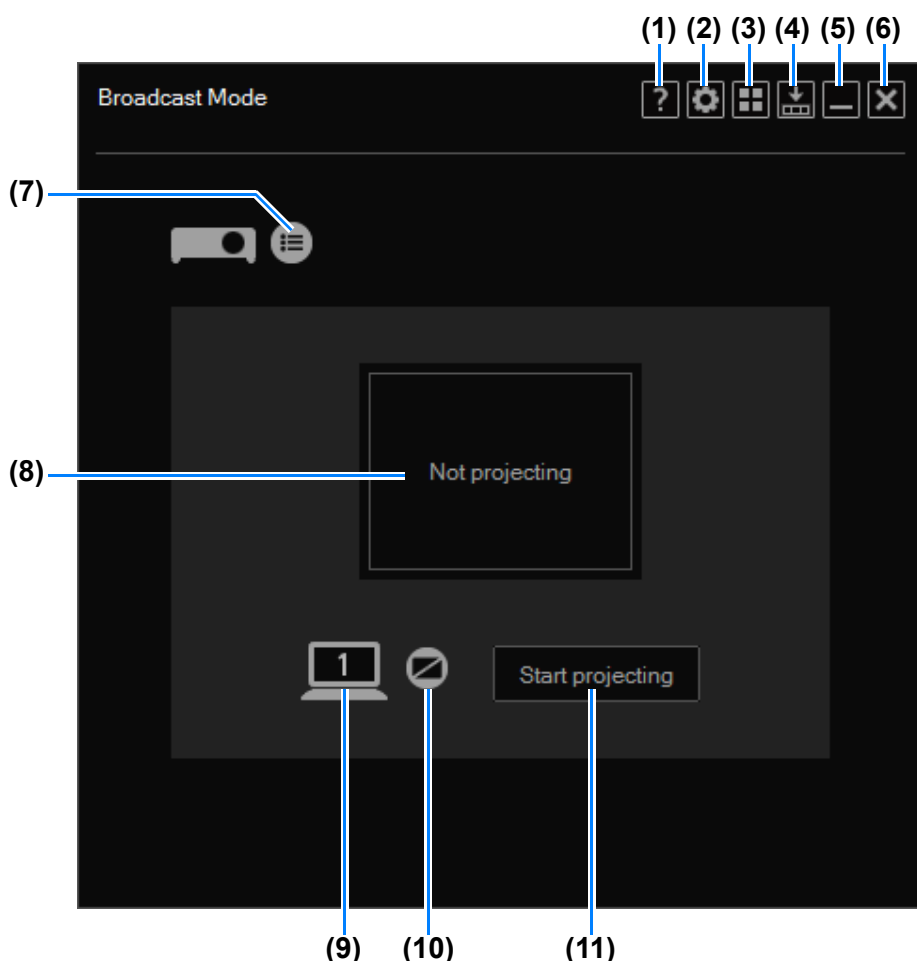 (1) (2) (3) (4) (5) (6)
Broadcast Mode
?
(7)
(8)
Not projecting
1
Start projecting
(9) (10) (11)